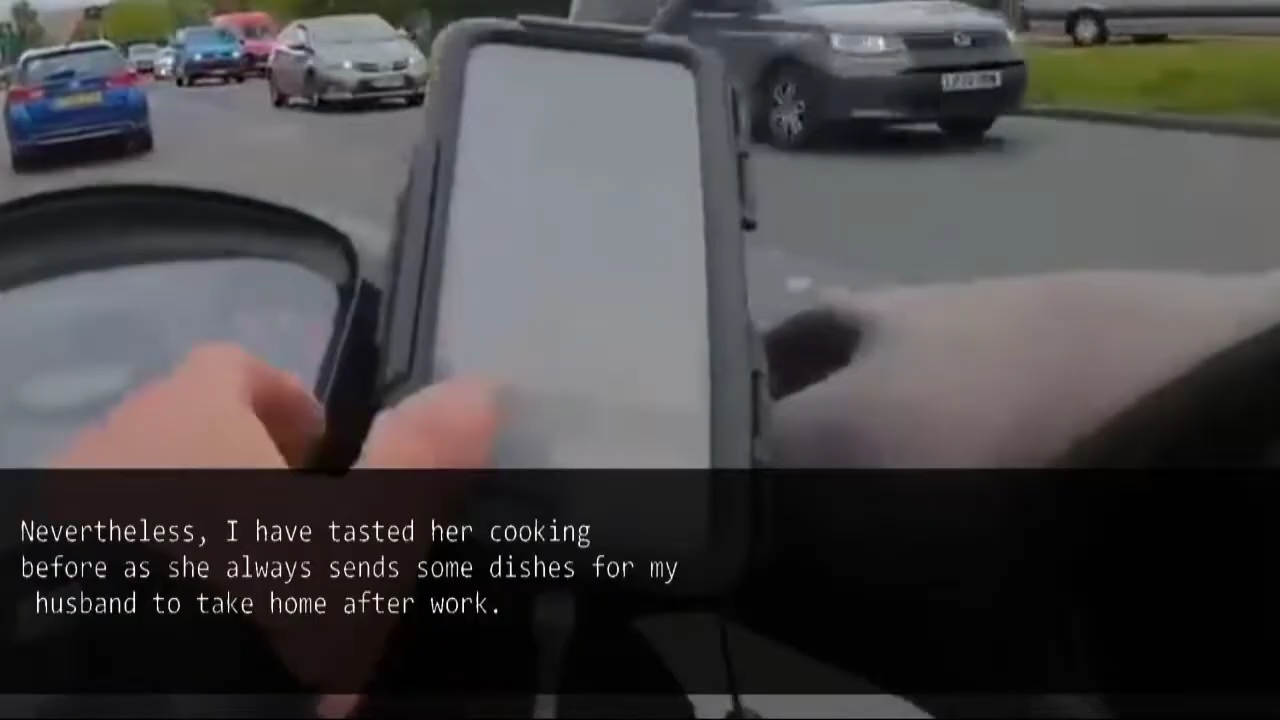 Nevertheless, I have tasted her cooking
before as she always sends some dishes for my
husband to take home after work.